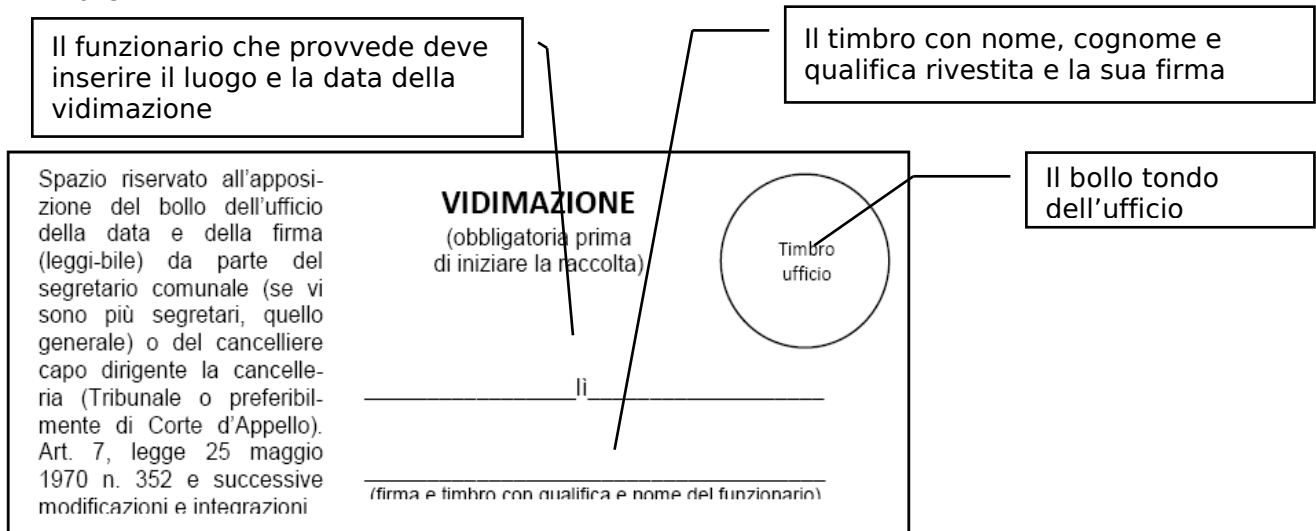 Il funzionario che provvede deve
inserire il luogo e la data della
vidimazione
Il timbro con nome, cognome e
qualifica rivestita e la sua firma
Il bollo tondo
dell’ufficio
Spazio riservato all’apposi-
zione del bollo dell’ufficio
della data e della firma
(leggi-bile) da parte del
segretario comunale (se vi
sono più segretari, quello
generale) o del cancelliere
capo dirigente la cancelle-
ria (Tribunale o preferibil-
mente di Corte d’Appello).
Art. 7, legge 25 maggio
1970 n. 352 e successive
modificazioni e integrazioni
VIDIMAZIONE
(obbligatoria prima
di iniziare la raccolta)
Timbro
ufficio
__________________lì____________________
(firma e timbro con qualifica e nome del funzionario)